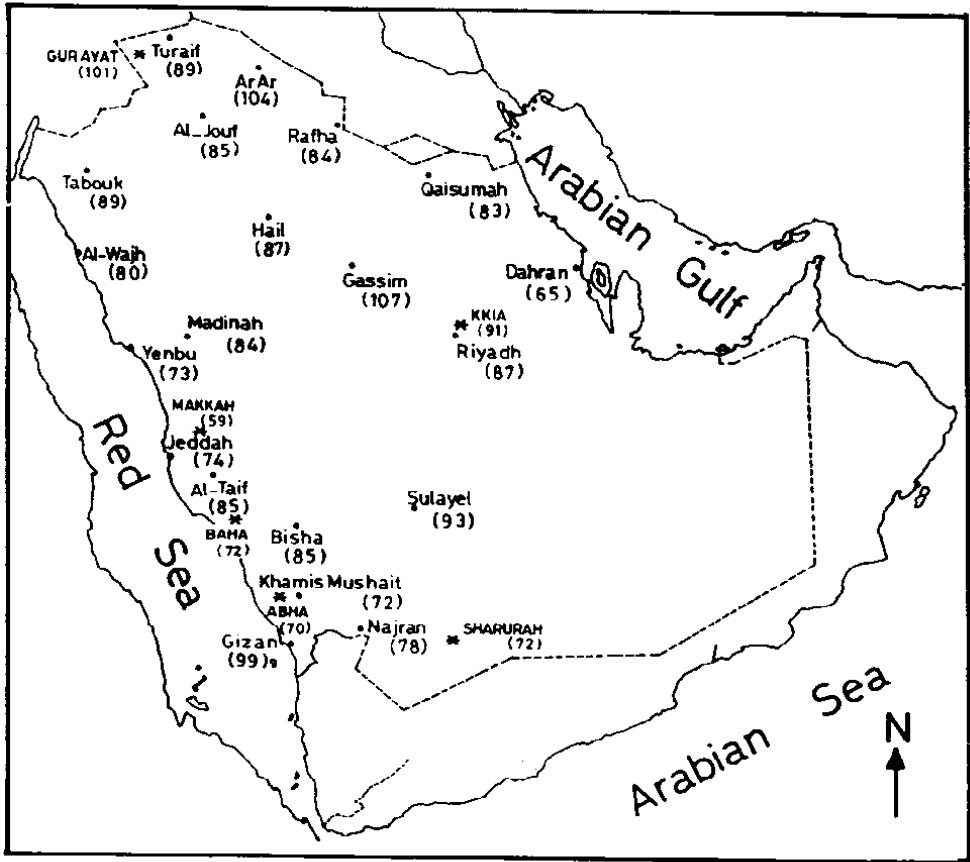 GURAYAT
(101)
Turaif
(89)
ArAr
(104)
Al-Jouf
(85)
Rafha
(84)
Tabouk
(89)
Qaisumah
(83)
Hail
(87)
Al-Wajh
(80)
Gassim
(107)
Dahran
(65)
Arabian Gulf
KKIA
(91)
Riyadh
(87)
Madinah
(84)
Yenbu
(73)
MAKKAH
(59)
Jeddah
(74)
Al-Taif
(85)
BAHA
(72)
Bisha
(85)
Sulayel
(93)
Khamis Mushait
(72)
ABHA
(70)
Gizan
(99)
Najran
(78)
SHARURAH
(72)
Red Sea
Arabian Sea
N